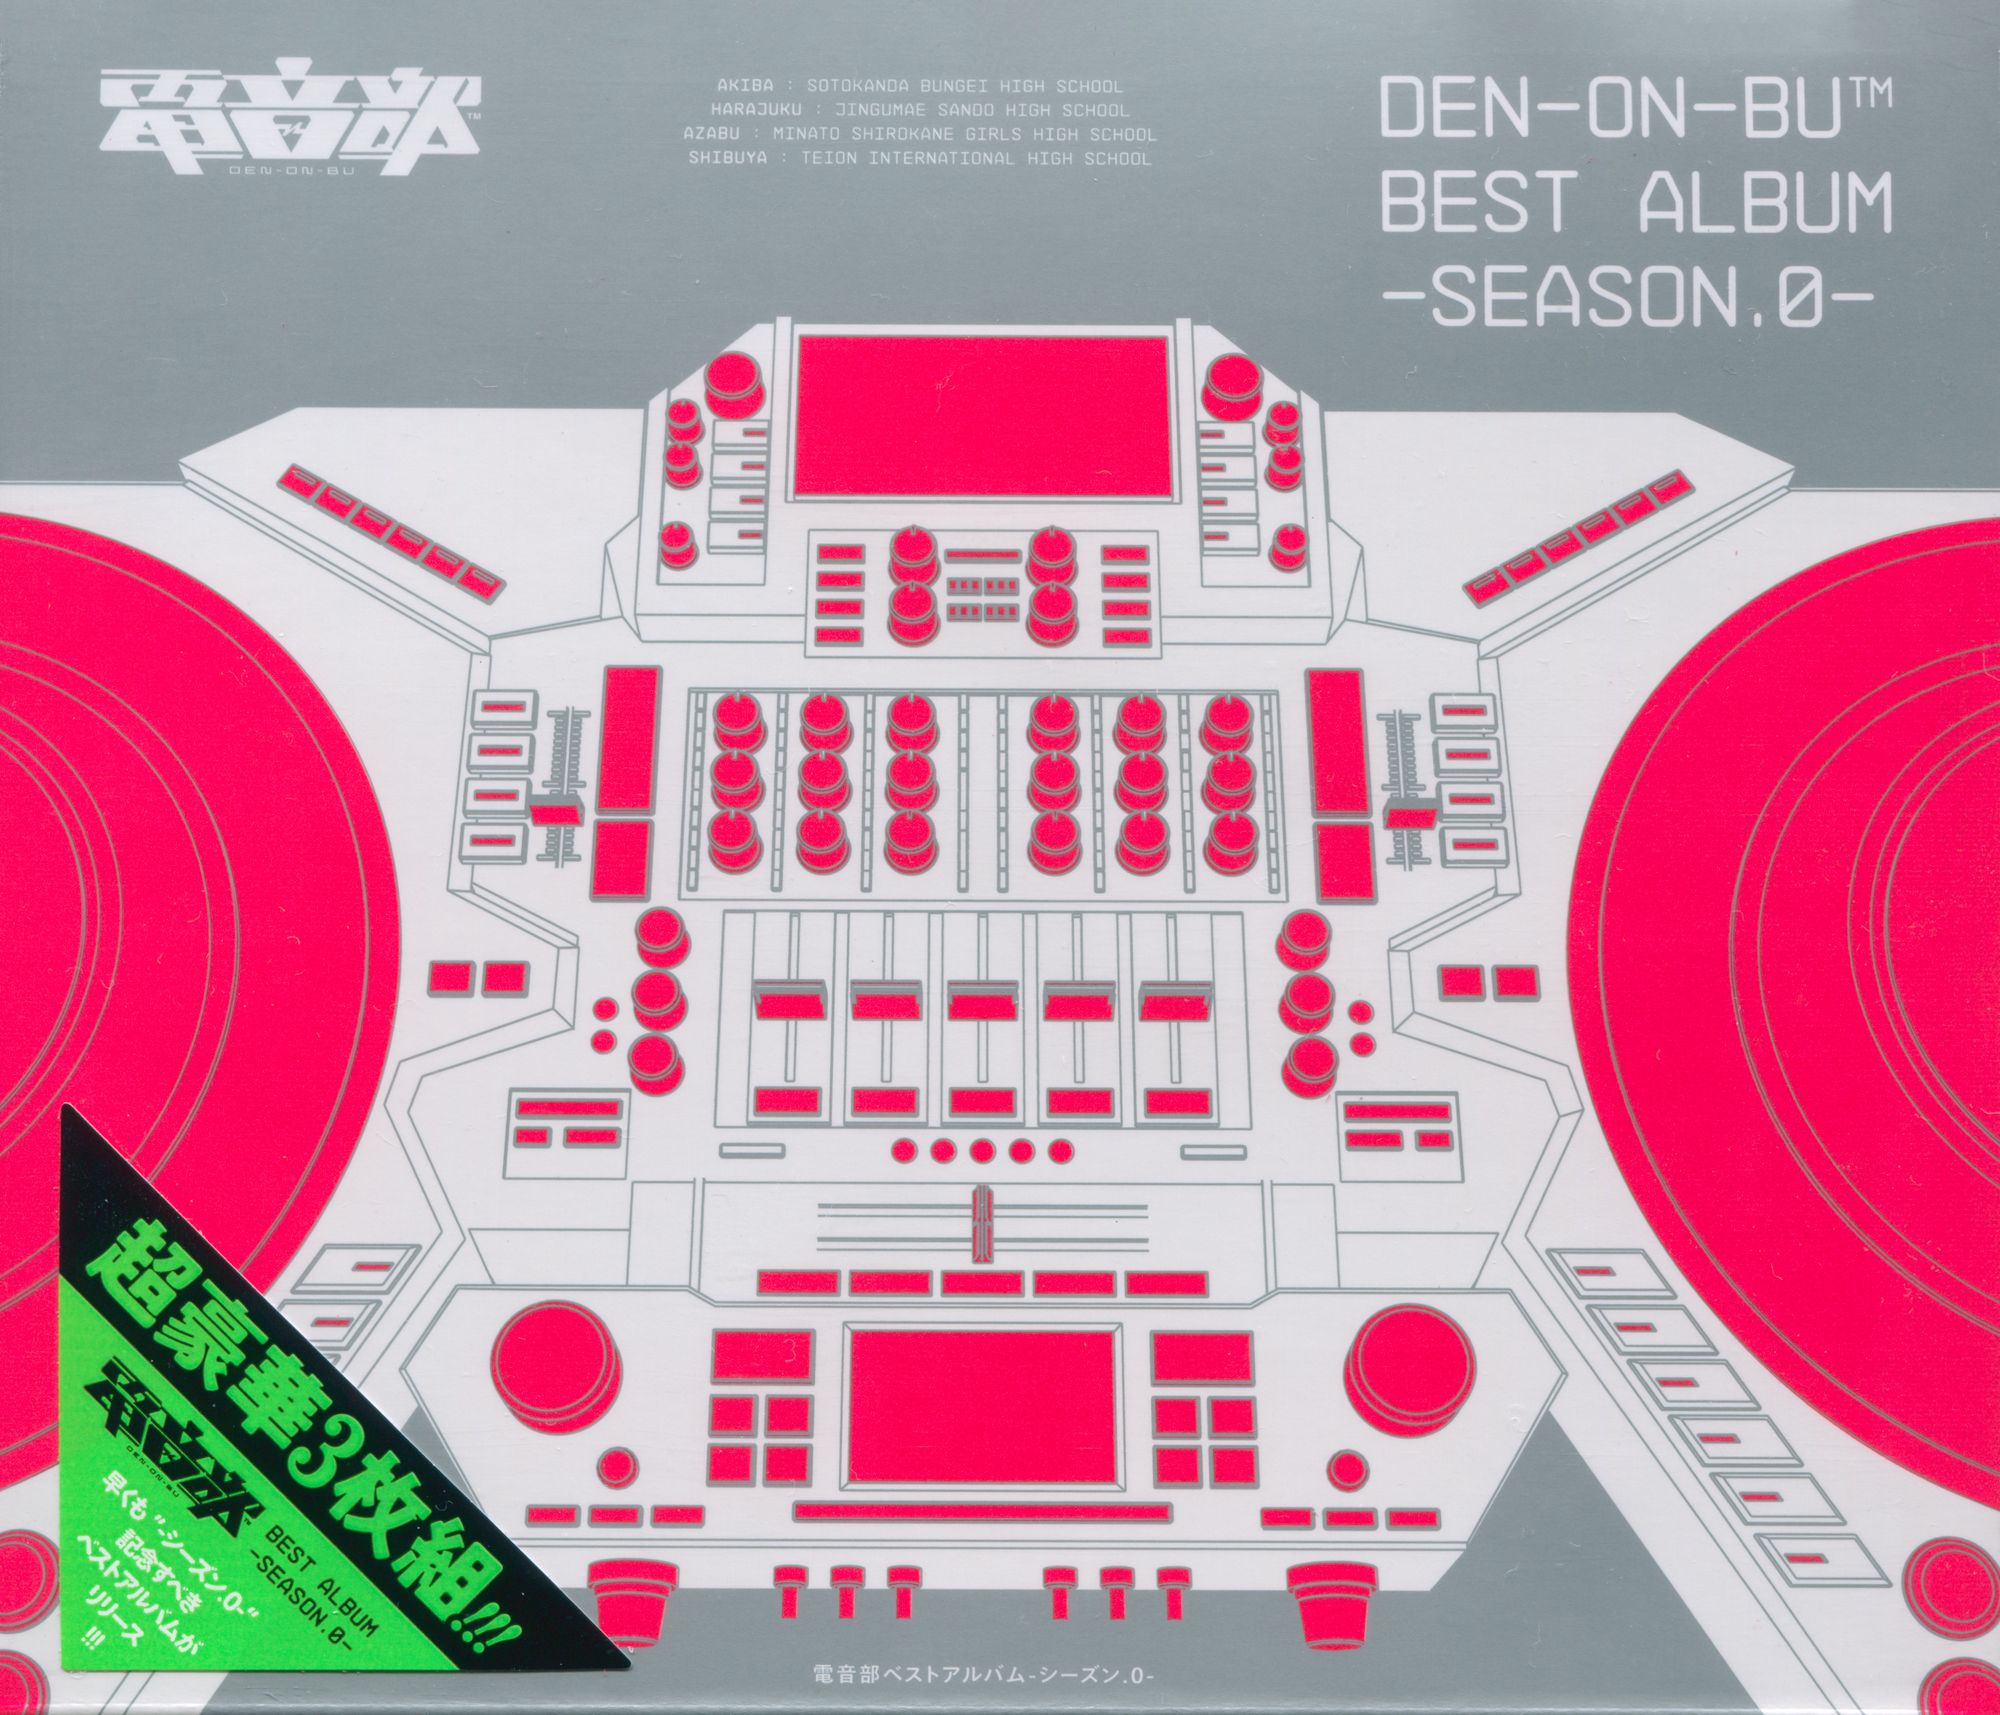 電音部™
DEN-ON-BU
AKIBA : SOTOKANDA BUNGEI HIGH SCHOOL
HARAJUKU : JINGUMAE SANDO HIGH SCHOOL
AZABU : MINATO SHIROKANE GIRLS HIGH SCHOOL
SHIBUYA : TEION INTERNATIONAL HIGH SCHOOL
DEN-ON-BU™
BEST ALBUM
-SEASON.0-
超豪華3枚組!!!
電音部™
DEN-ON-BU
BEST ALBUM
-SEASON.0-
早くも"-シーズン.0-"
記念すべき
ベストアルバムが
リリース
!!!
電音部ベストアルバム-シーズン.0-